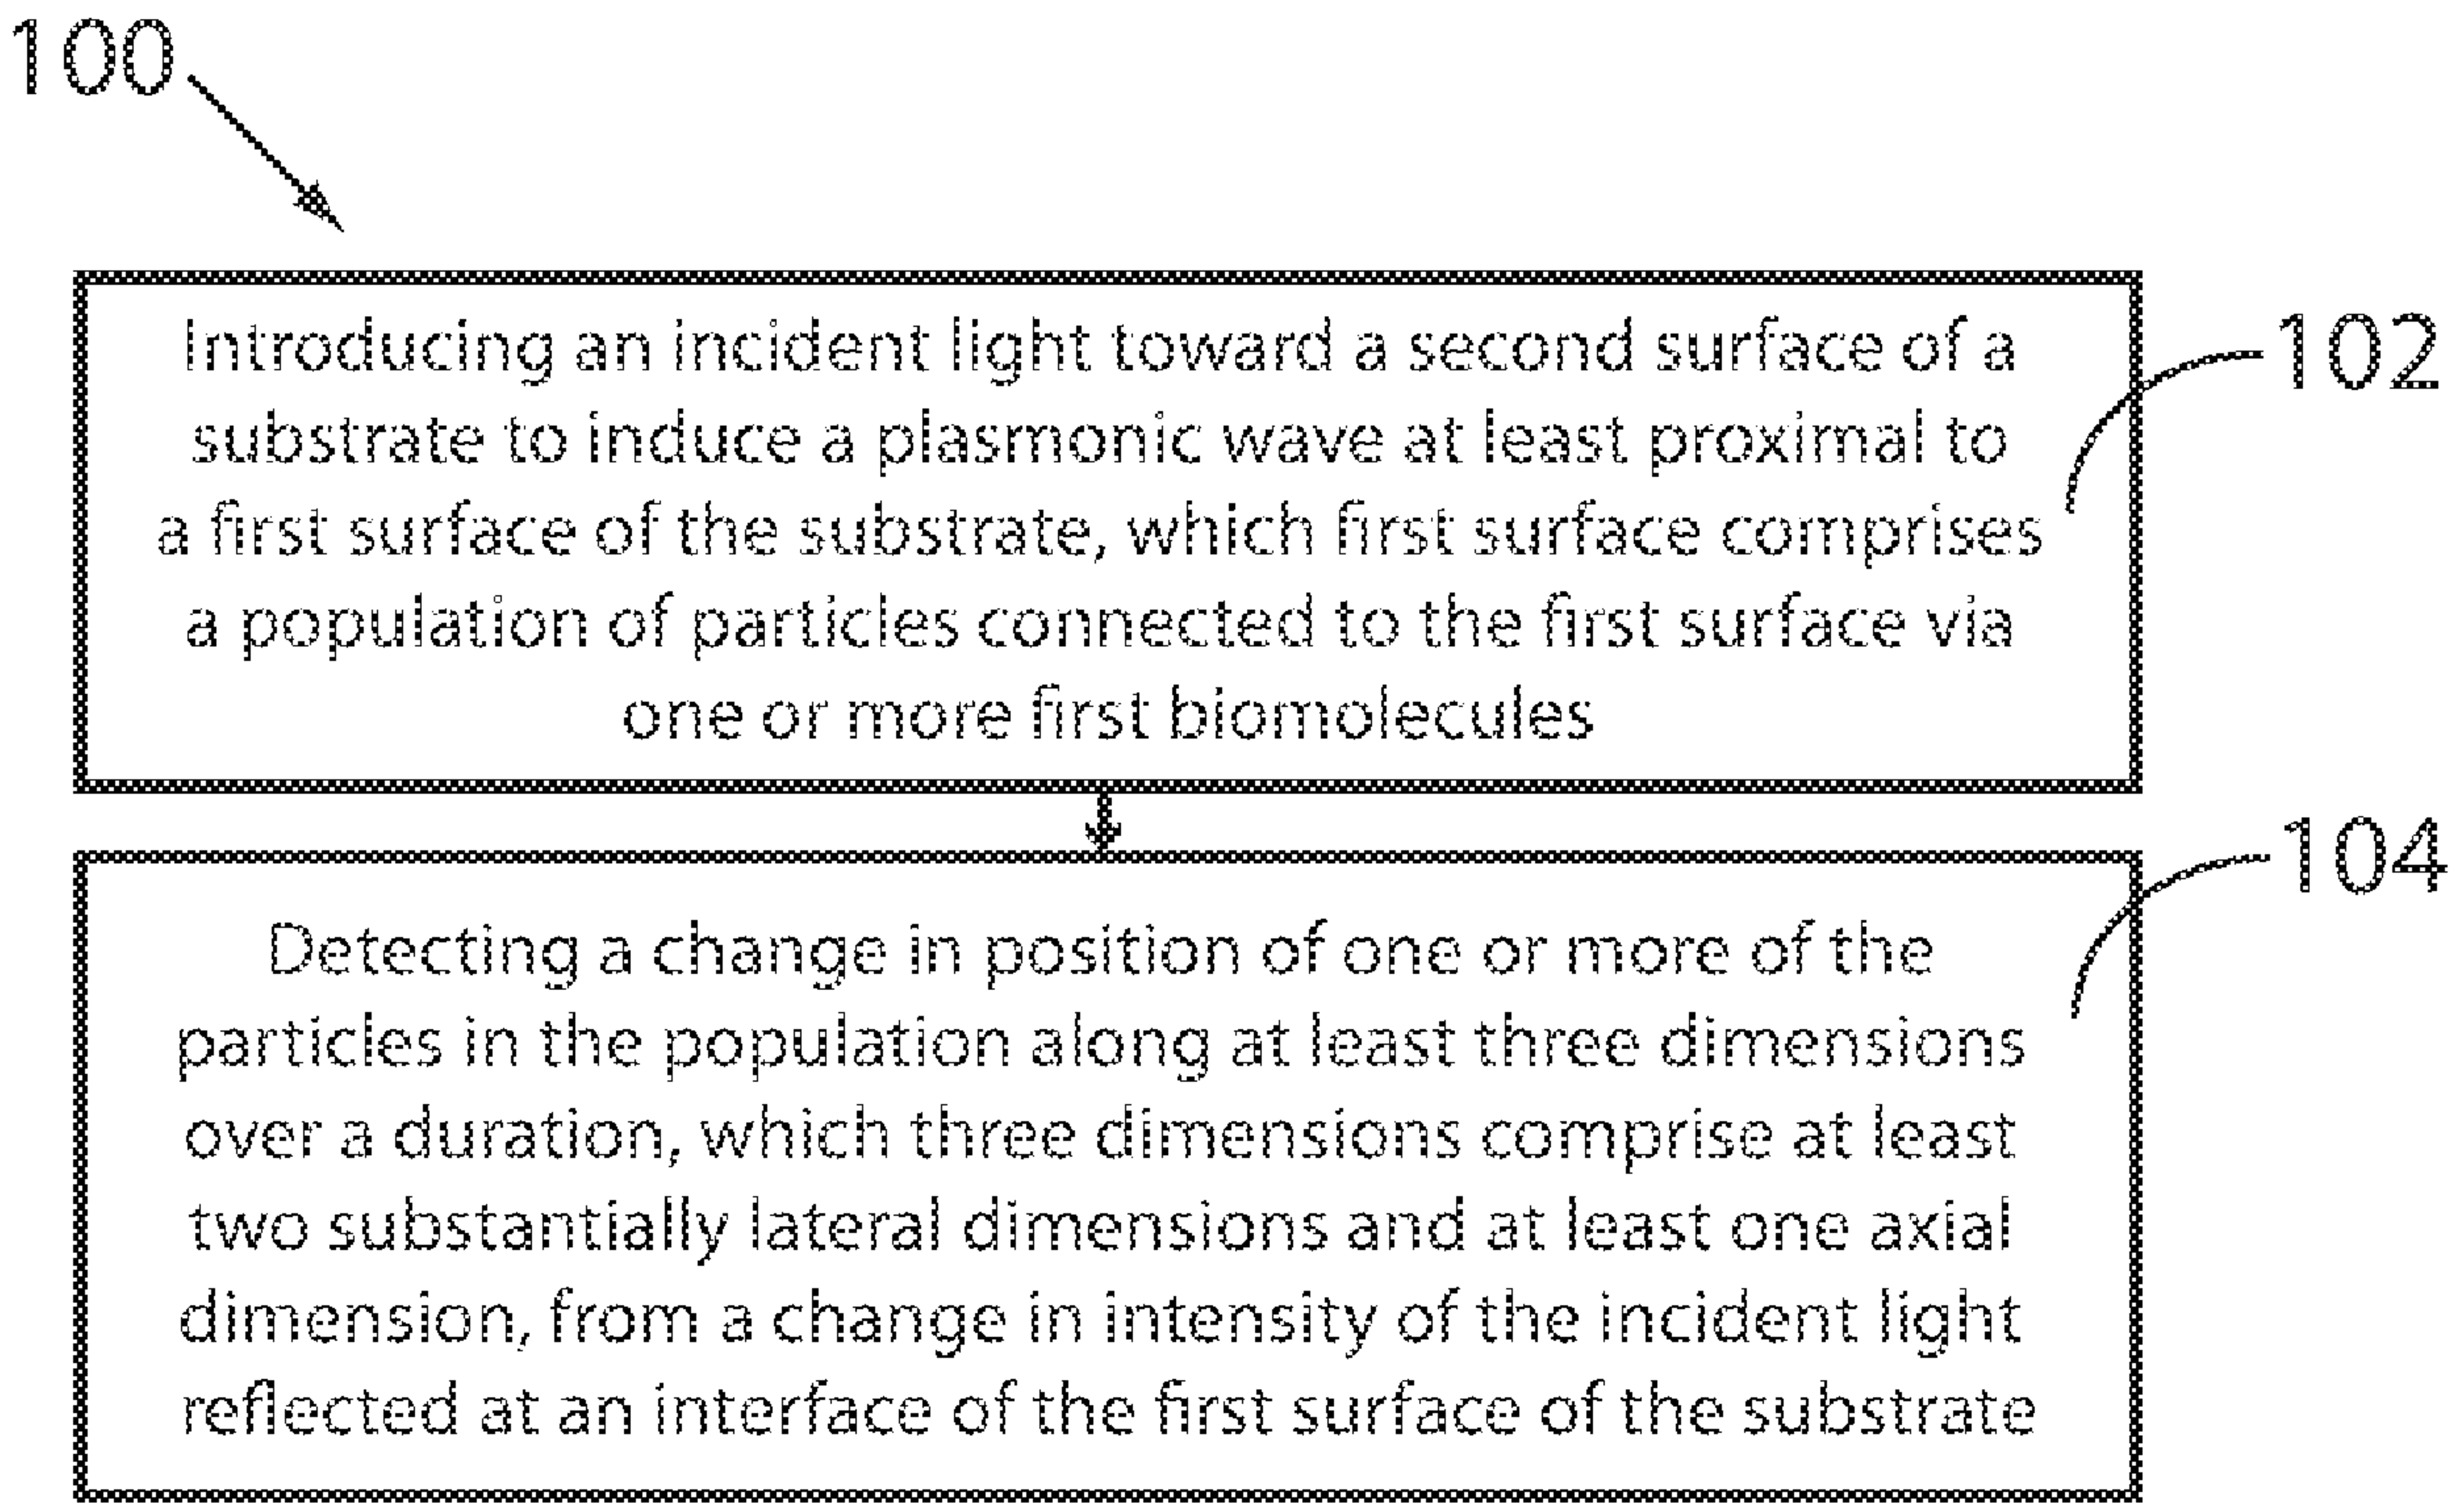 100
Introducing an incident light toward a second surface of a
substrate to induce a plasmonic wave at least proximal to
a first surface of the substrate, which first surface comprises
a population of particles connected to the first surface via
one or more first biomolecules
102
Detecting a change in position of one or more of the
particles in the population along at least three dimensions
over a duration, which three dimensions comprise at least
two substantially lateral dimensions and at least one axial
dimension, from a change in intensity of the incident light
reflected at an interface of the first surface of the substrate
104